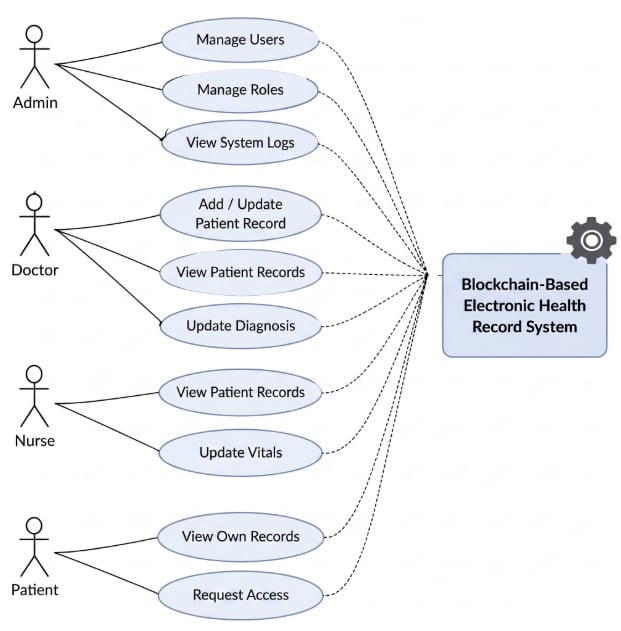 Manage Users
Manage Roles
Admin
View System Logs
Add / Update
Patient Record
Doctor
View Patient Records
Update Diagnosis
Blockchain-Based
Electronic Health
Record System
View Patient Records
Nurse
Update Vitals
View Own Records
Patient
Request Access